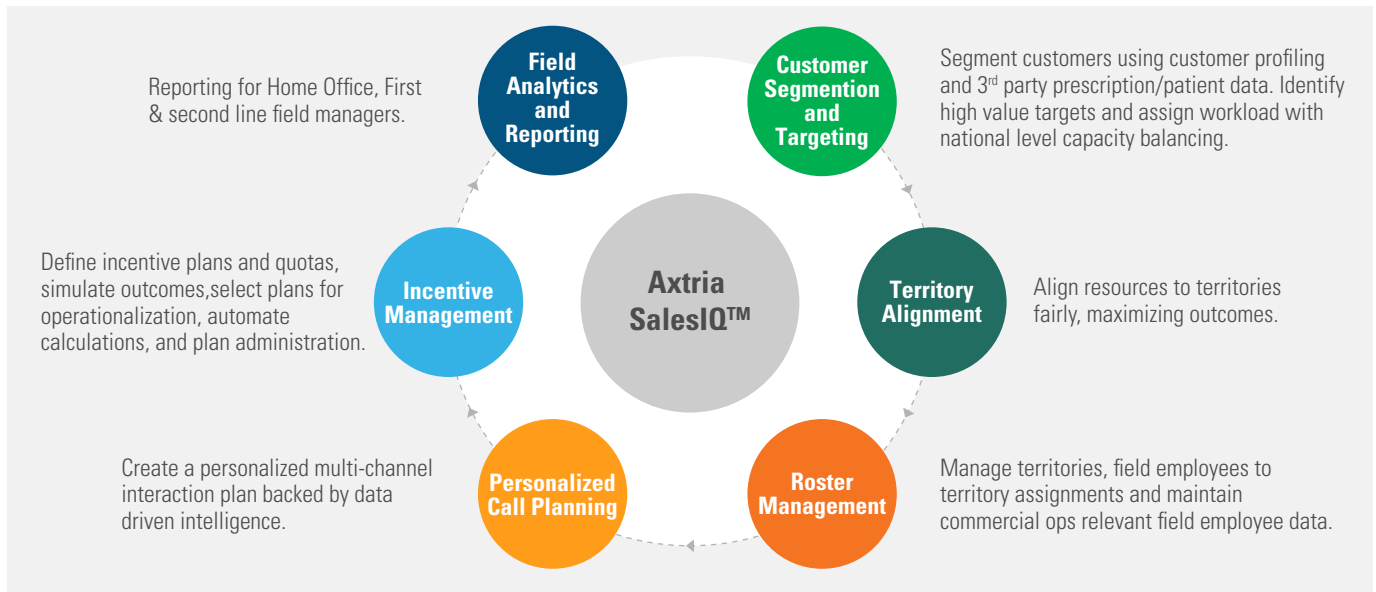 Field
Analytics
and
Reporting
Reporting for Home Office, First
& second line field managers.
Customer
Segmention
and
Targeting
Segment customers using customer profiling
and 3rd party prescription/patient data. Identify
high value targets and assign workload with
national level capacity balancing.
Define incentive plans and quotas,
simulate outcomes,select plans for
operationalization, automate
calculations, and plan administration.
Incentive
Management
Axtria
SalesIQ™
Territory
Alignment
Align resources to territories
fairly, maximizing outcomes.
Create a personalized multi-channel
interaction plan backed by data
driven intelligence.
Personalized
Call Planning
Roster
Management
Manage territories, field employees to
territory assignments and maintain
commercial ops relevant field employee data.